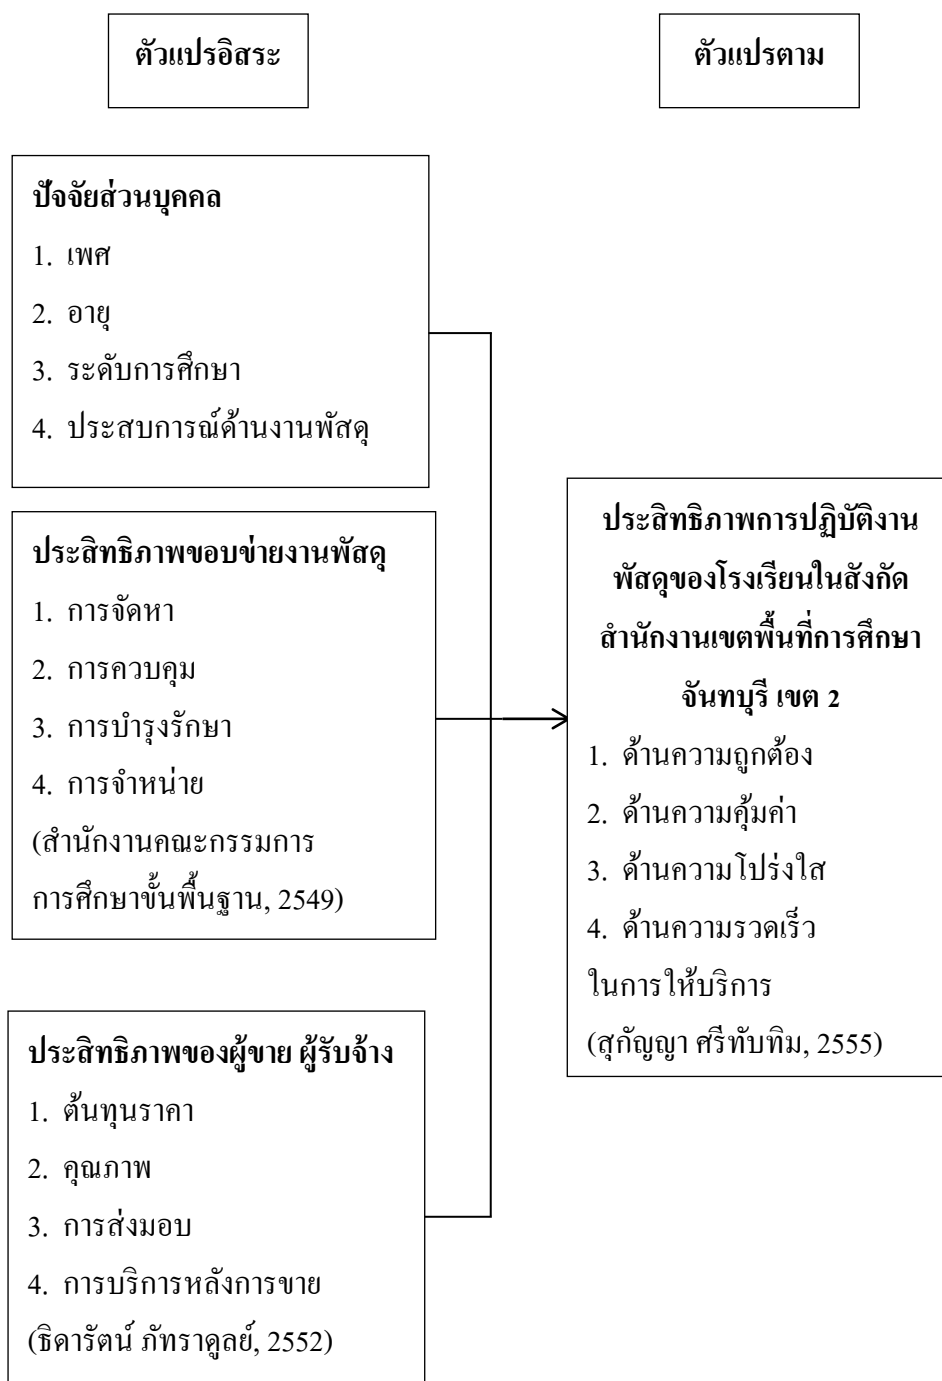 ตัวแปรอิสระ
ตัวแปรตาม
ปัจจัยส่วนบุคคล
1. เพศ
2. อายุ
3. ระดับการศึกษา
4. ประสบการณ์ด้านงานพัสดุ
ประสิทธิภาพขอบข่ายงานพัสดุ
1. การจัดหา
2. การควบคุม
3. การบำรุงรักษา
4. การจำหน่าย
(สำนักงานคณะกรรมการ
การศึกษาขั้นพื้นฐาน, 2549)
ประสิทธิภาพของผู้ขาย ผู้รับจ้าง
1. ต้นทุนราคา
2. คุณภาพ
3. การส่งมอบ
4. การบริการหลังการขาย
(ธิดารัตน์ ภัทราดูลย์, 2552)
ประสิทธิภาพการปฏิบัติงาน
พัสดุของโรงเรียนในสังกัด
สำนักงานเขตพื้นที่การศึกษา
จันทบุรี เขต 2
1. ด้านความถูกต้อง
2. ด้านความคุ้มค่า
3. ด้านความโปร่งใส
4. ด้านความรวดเร็ว
ในการให้บริการ
(สุกัญญา ศรีทับทิม, 2555)